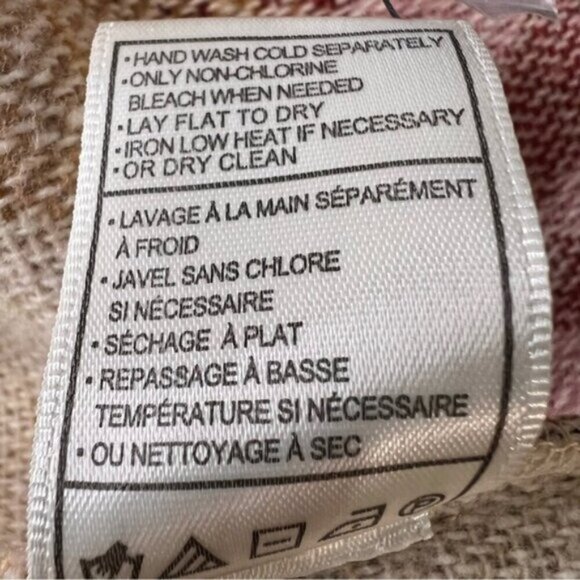 • HAND WASH COLD SEPARATELY
• ONLY NON-CHLORINE
BLEACH WHEN NEEDED
• LAY FLAT TO DRY
• IRON LOW HEAT IF NECESSARY
• OR DRY CLEAN
• LAVAGE À LA MAIN SÉPARÉMENT
À FROID
• JAVEL SANS CHLORE
SI NÉCESSAIRE
• SÉCHAGE À PLAT
• REPASSAGE À BASSE
TEMPÉRATURE SI NÉCESSAIRE
• OU NETTOYAGE À SEC